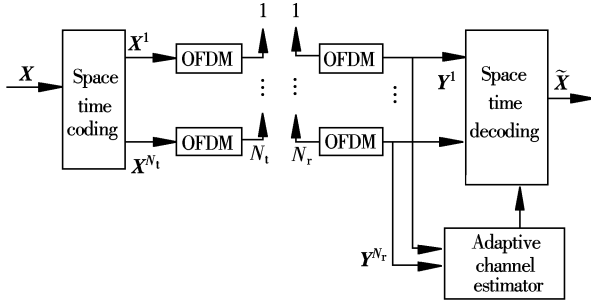 X
Space
time
coding
X^1
X^{N_t}
OFDM
OFDM
1
1
⋮
⋮
N_t
N_r
OFDM
OFDM
⋮
Y^1
Y^{N_r}
Space
time
decoding
X̃
Adaptive
channel
estimator